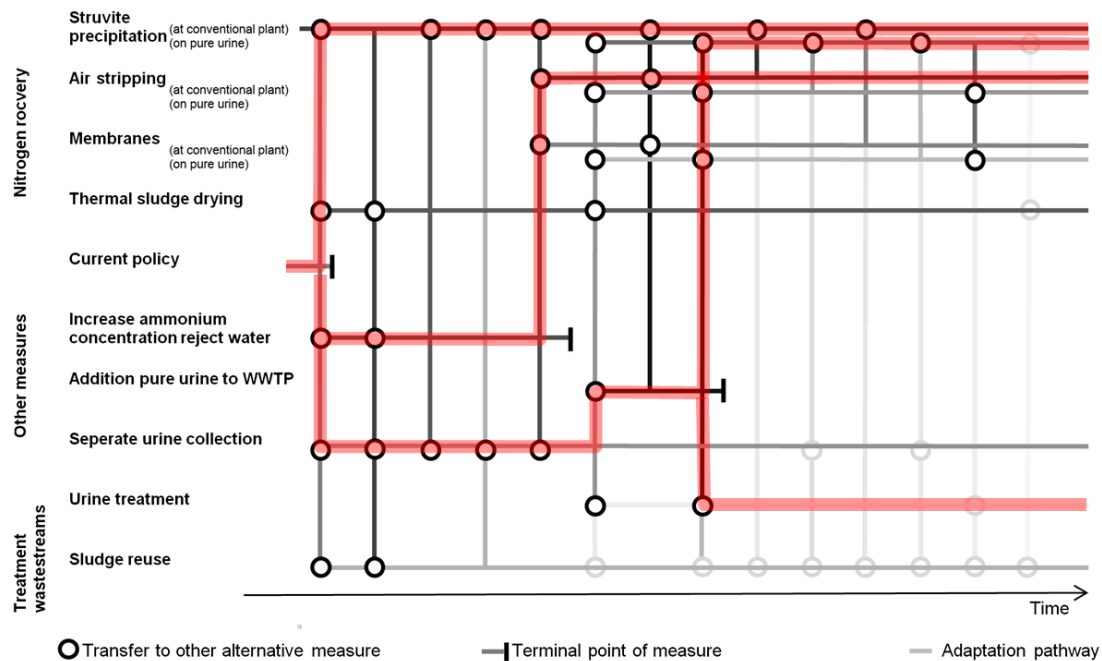 Struvite
precipitation (at conventional plant)
(on pure urine)
Air stripping
(at conventional plant)
(on pure urine)
Membranes
(at conventional plant)
(on pure urine)
Thermal sludge drying
Current policy
Increase ammonium
concentration reject water
Addition pure urine to WWTP
Seperate urine collection
Urine treatment
Sludge reuse
Nitrogen rocvery
Other measures
Treatment
wastestreams
Time
Transfer to other alternative measure
Terminal point of measure
Adaptation pathway